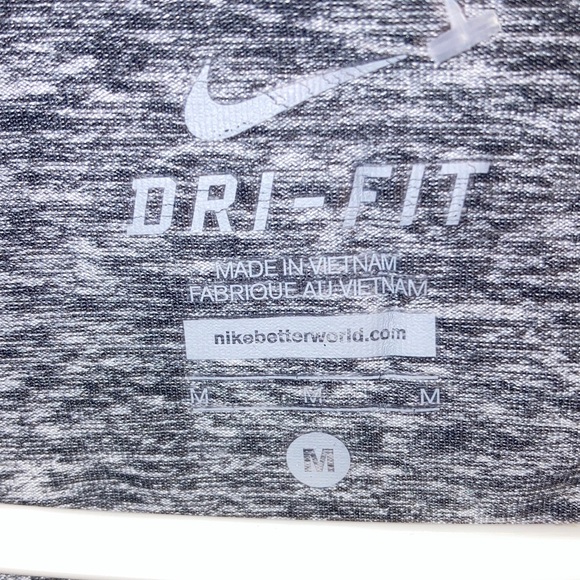 DRI-FIT
MADE IN VIETNAM
FABRIQUE AU VIETNAM
nikebetterworld.com
M M M
M